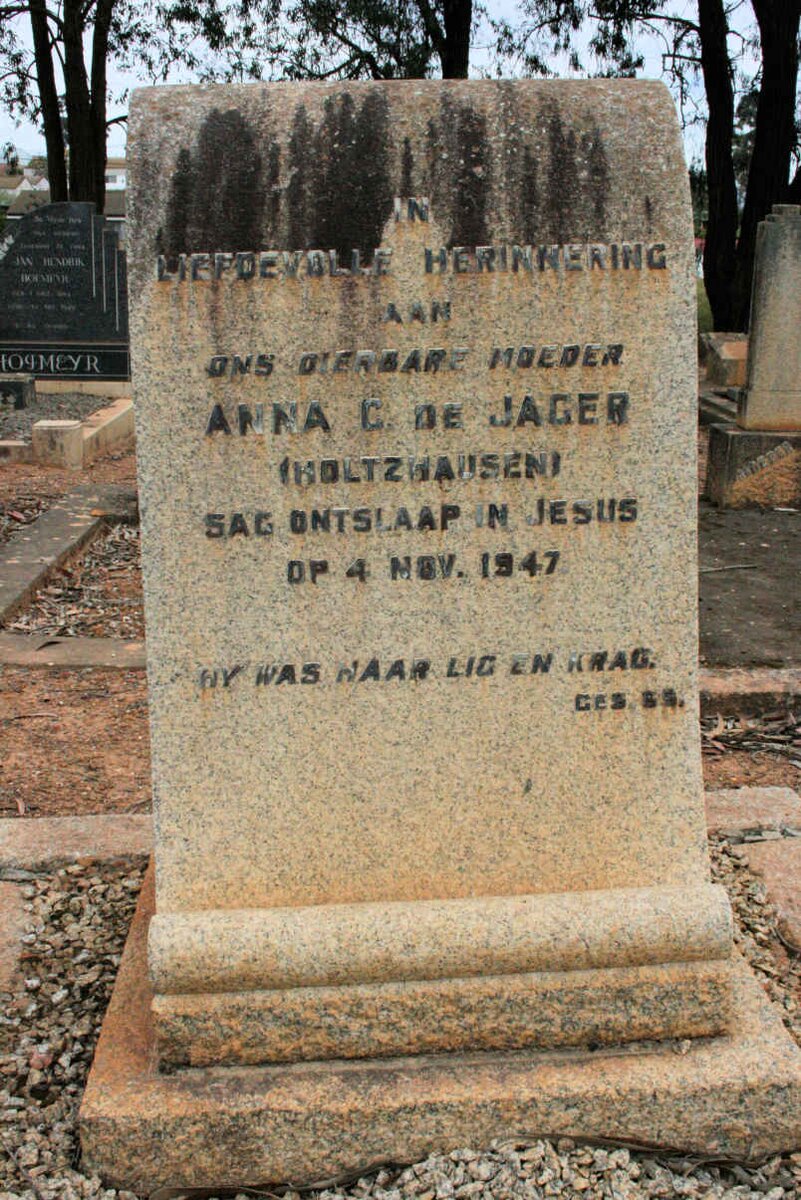 IN
LIEFDEVOLLE HERINNERING
AAN
ONS DIERBARE MOEDER
ANNA C. DE JAGER
(HOLTZHAUSEN)
SAG ONTSLAAP IN JESUS
OP 4 NOV. 1947
HY WAS HAAR LIG EN KRAG.
GES.
JAN HENDRIK
HOFMEYR
HOFMEYR